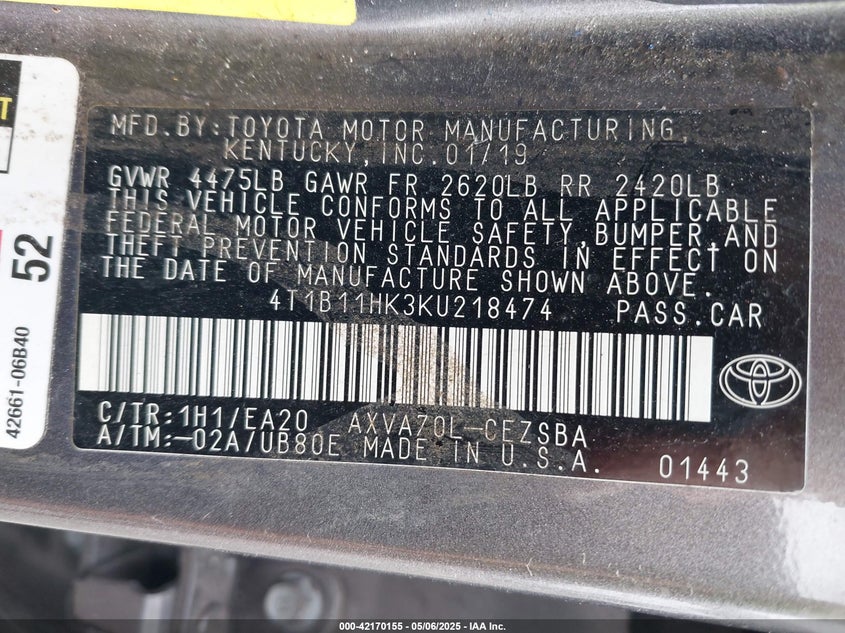 MFD.BY:TOYOTA MOTOR MANUFACTURING,
KENTUCKY,INC.01/19
GVWR 4475LB GAWR FR 2620LB RR 2420LB
THIS VEHICLE CONFORMS TO ALL APPLICABLE
FEDERAL MOTOR VEHICLE SAFETY,BUMPER,AND
THEFT PREVENTION STANDARDS IN EFFECT ON
THE DATE OF MANUFACTURE SHOWN ABOVE.
4T1B11HK3KU218474 PASS.CAR
C/TR:1H1/EA20 AXVA70L-CEZSBA
A/TM:-02A/UB80E MADE IN U.S.A. 01443
52
42661-06B40
000-42170155 - 05/06/2025 - IAA Inc.